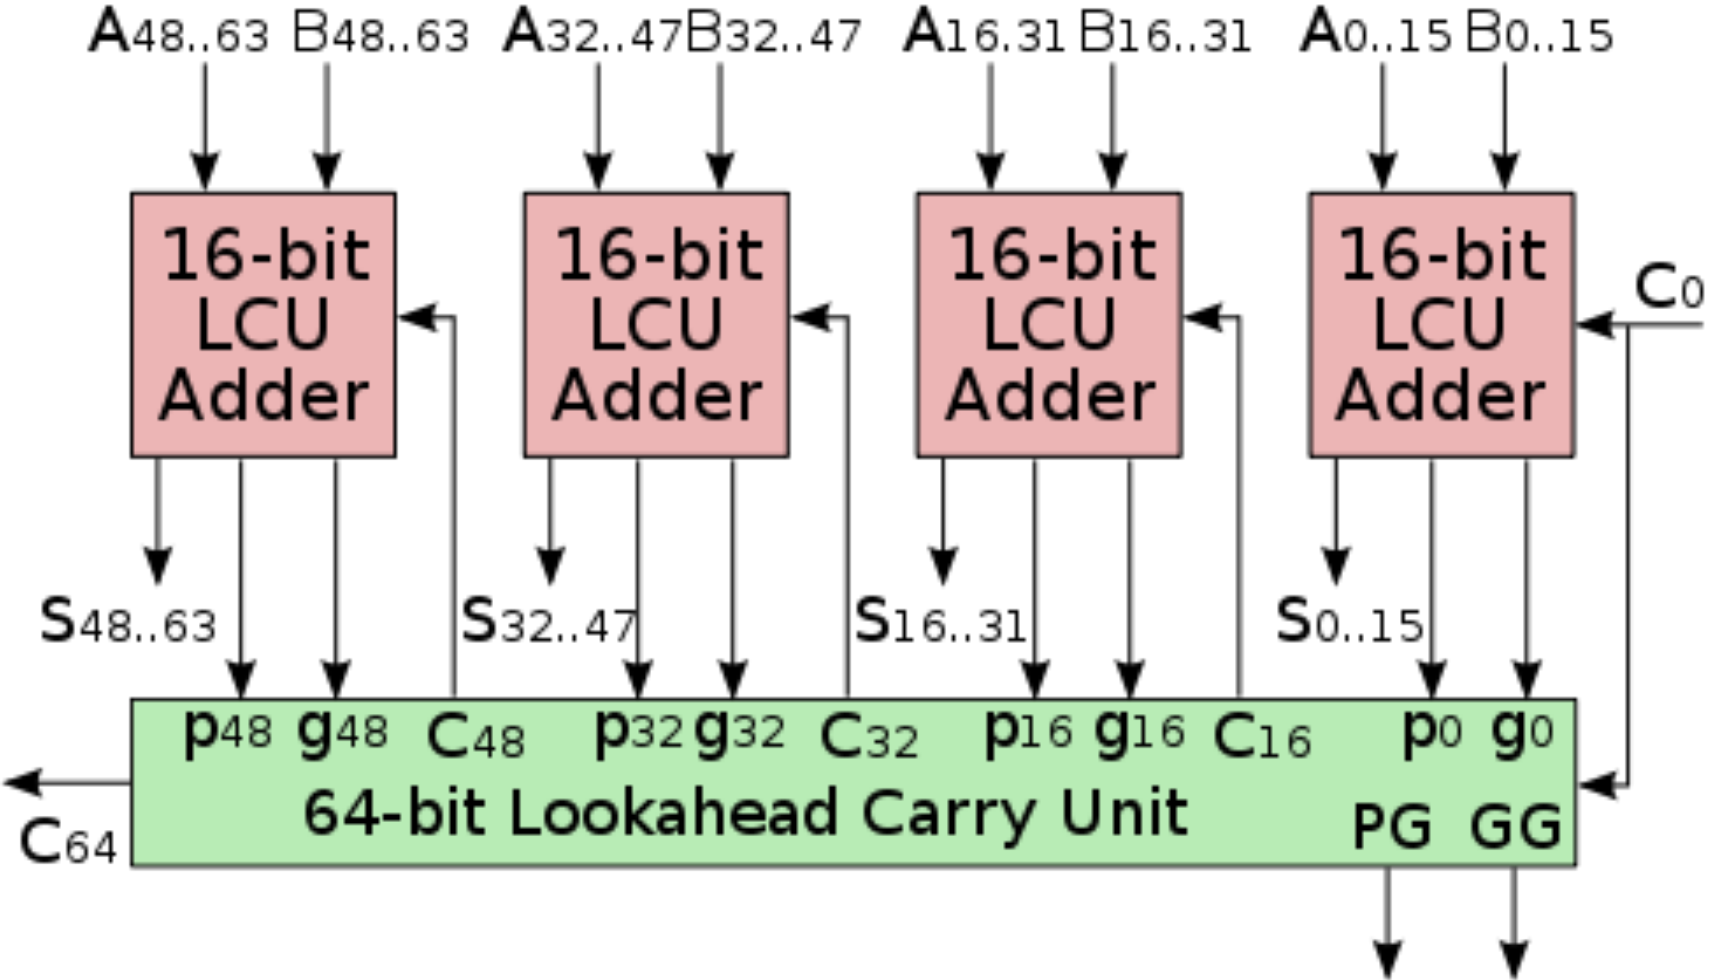 A48..63 B48..63 A32..47 B32..47 A16.31 B16..31 A0..15 B0..15
16-bit LCU Adder
16-bit LCU Adder
16-bit LCU Adder
16-bit LCU Adder
C0
S48..63 S32..47 S16..31 S0..15
p48 g48 C48 p32 g32 C32 p16 g16 C16 p0 g0
64-bit Lookahead Carry Unit
PG GG
C64